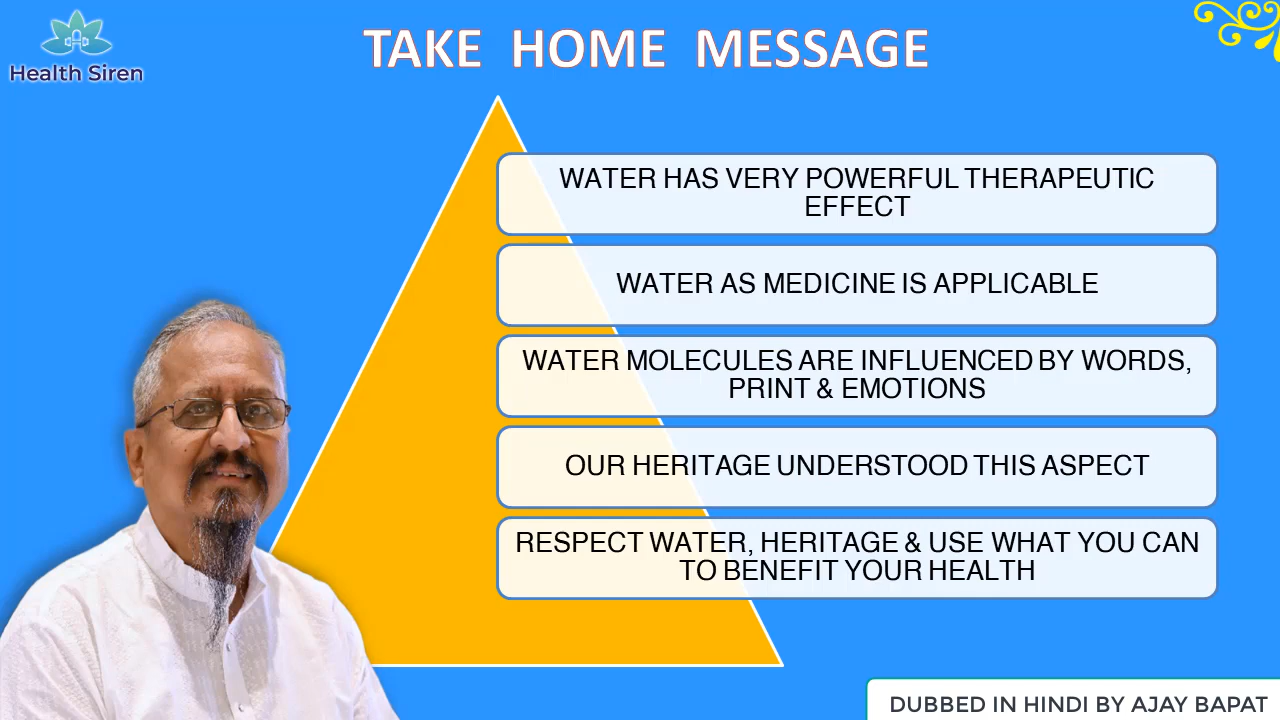 Health Siren
TAKE HOME MESSAGE
WATER HAS VERY POWERFUL THERAPEUTIC
EFFECT
WATER AS MEDICINE IS APPLICABLE
WATER MOLECULES ARE INFLUENCED BY WORDS,
PRINT & EMOTIONS
OUR HERITAGE UNDERSTOOD THIS ASPECT
RESPECT WATER, HERITAGE & USE WHAT YOU CAN
TO BENEFIT YOUR HEALTH
DUBBED IN HINDI BY AJAY BAPAT